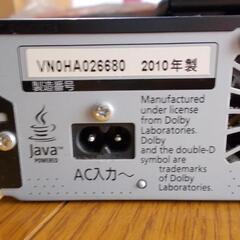 VN0HA026680 2010年製
製造番号
Manufactured
under license
from Dolby
Laboratories.
Dolby and the
double-D
symbol are
trademarks
of Dolby
Laboratories.
Java
POWERED
AC入力～